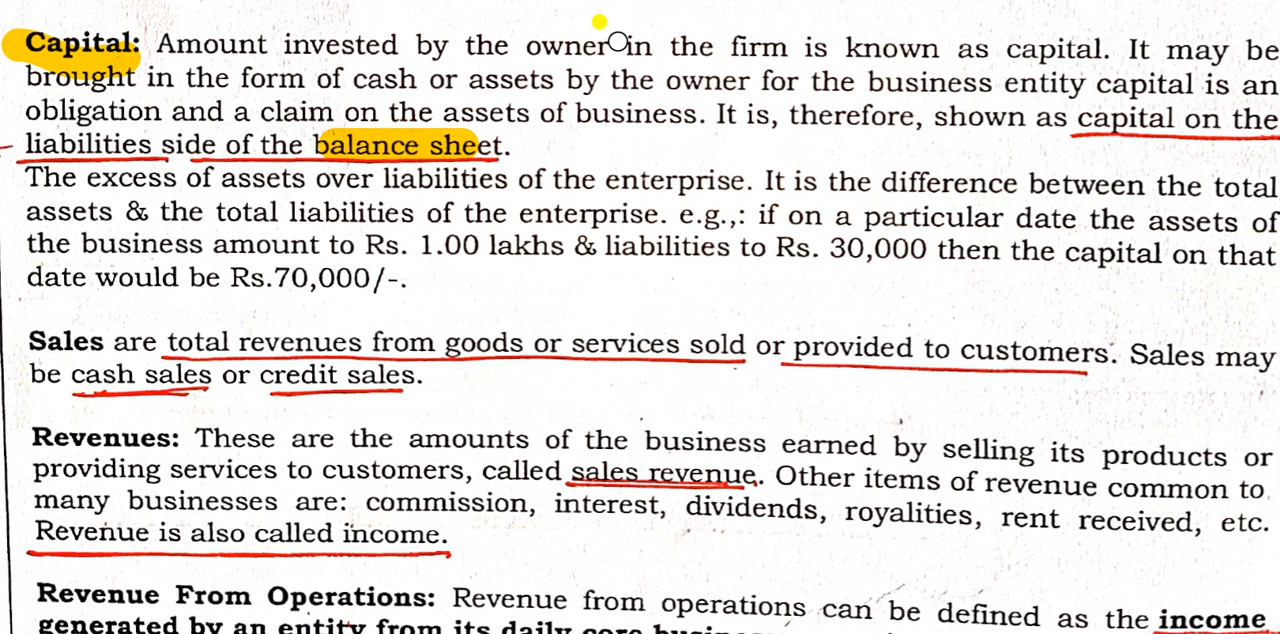 Capital: Amount invested by the owner in the firm is known as capital. It may be
brought in the form of cash or assets by the owner for the business entity capital is an
obligation and a claim on the assets of business. It is, therefore, shown as capital on the
liabilities side of the balance sheet.
The excess of assets over liabilities of the enterprise. It is the difference between the total
assets & the total liabilities of the enterprise. e.g.,: if on a particular date the assets of
the business amount to Rs. 1.00 lakhs & liabilities to Rs. 30,000 then the capital on that
date would be Rs.70,000/-.
Sales are total revenues from goods or services sold or provided to customers. Sales may
be cash sales or credit sales.
Revenues: These are the amounts of the business earned by selling its products or
providing services to customers, called sales revenue. Other items of revenue common to
many businesses are: commission, interest, dividends, royalities, rent received, etc.
Revenue is also called income.
Revenue From Operations: Revenue from operations can be defined as the income
generated by an entity from its daily core